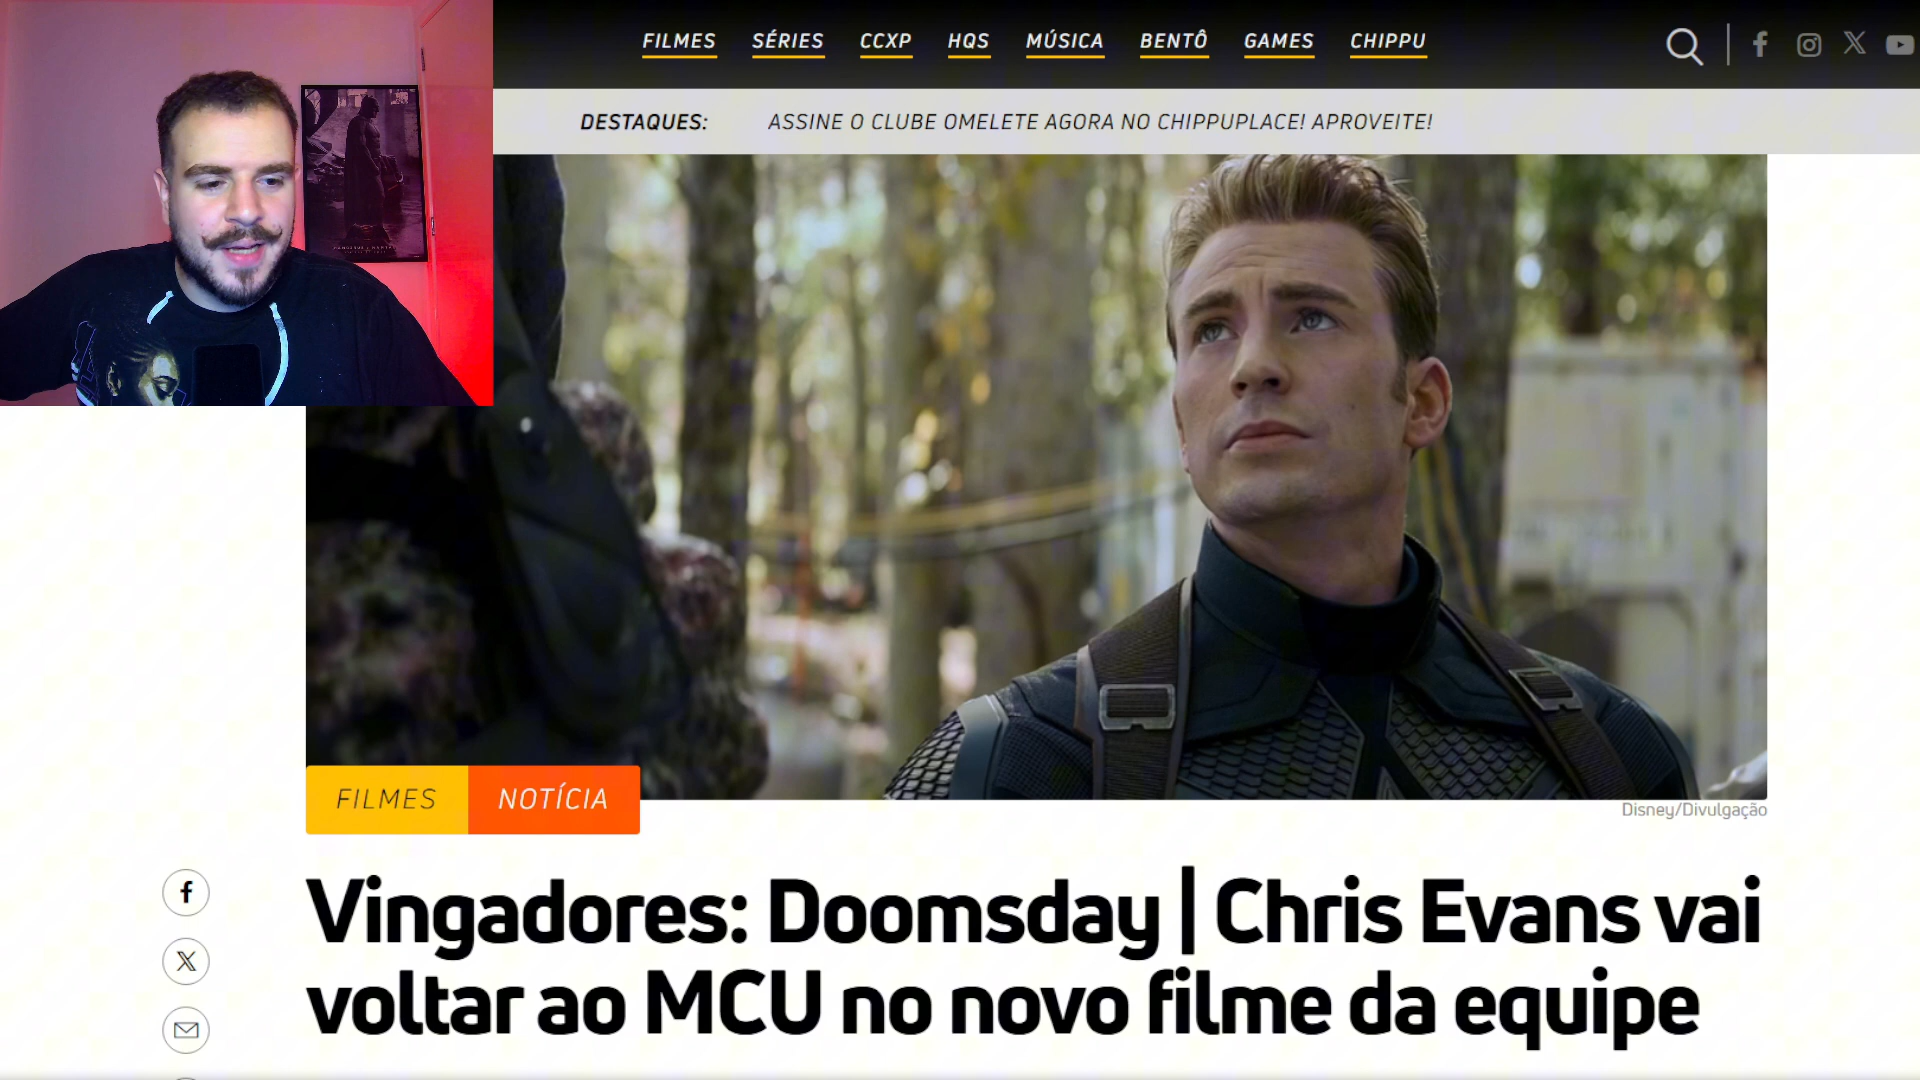 FILMES SÉRIES CCXP HQS MÚSICA BENTÔ GAMES CHIPPU
DESTAQUES: ASSINE O CLUBE OMELETE AGORA NO CHIPPUPLACE! APROVEITE!
FILMES NOTÍCIA
Disney/Divulgação
Vingadores: Doomsday | Chris Evans vai
voltar ao MCU no novo filme da equipe